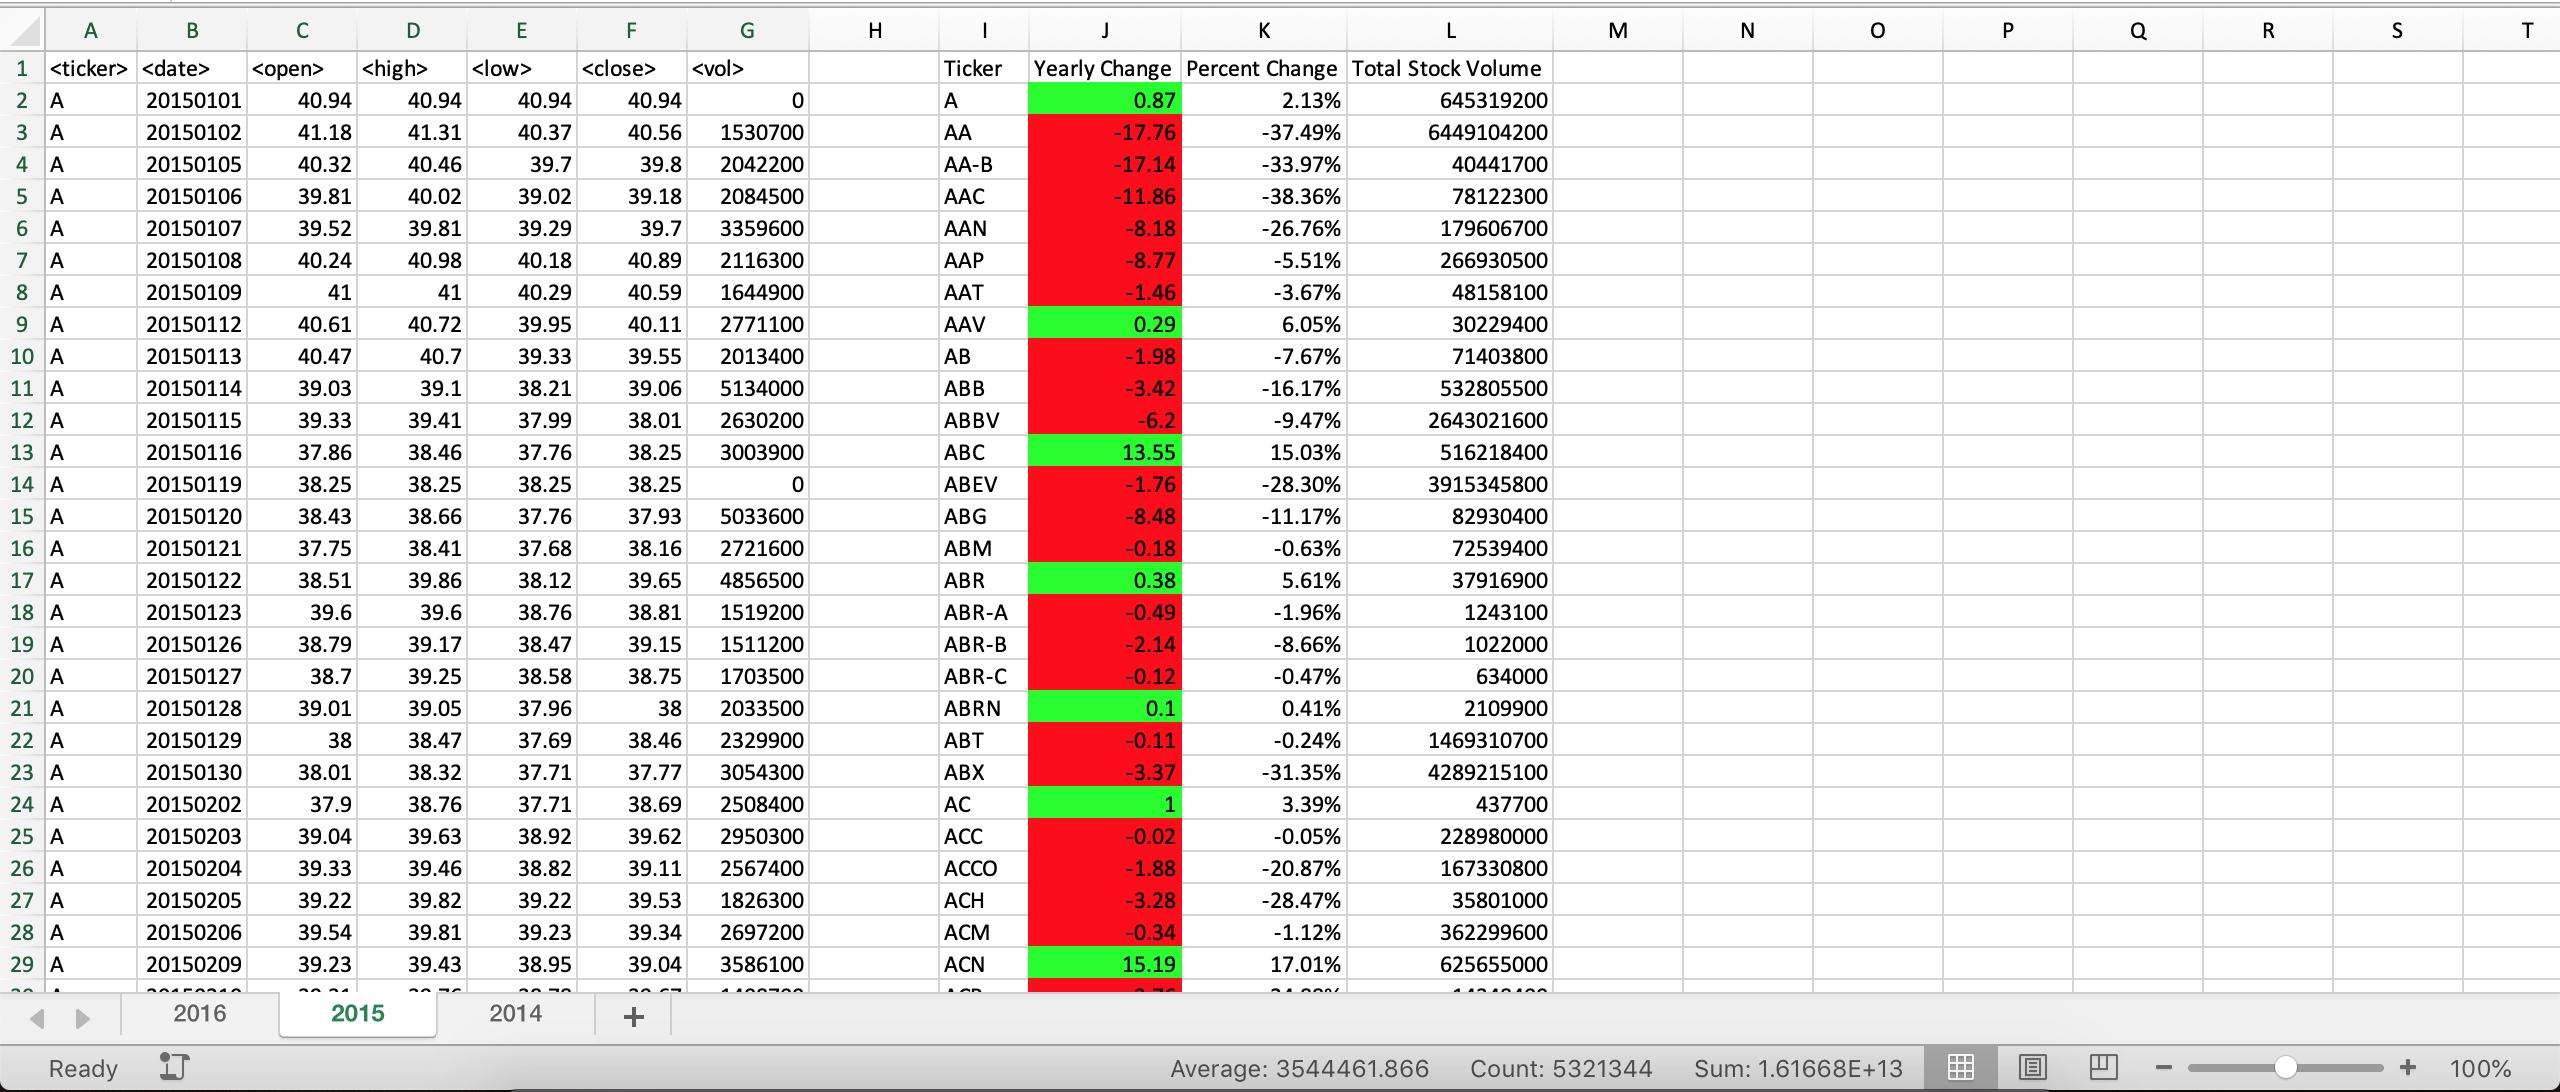 A B C D E F G H I J K L M N O P Q R S T
1 <ticker> <date> <open> <high> <low> <close> <vol> Ticker Yearly Change Percent Change Total Stock Volume
2 A 20150101 40.94 40.94 40.94 40.94 0 A 0.87 2.13% 645319200
3 A 20150102 41.18 41.31 40.37 40.56 1530700 AA -17.76 -37.49% 6449104200
4 A 20150105 40.32 40.46 39.7 39.8 2042200 AA-B -17.14 -33.97% 40441700
5 A 20150106 39.81 40.02 39.02 39.18 2084500 AAC -11.86 -38.36% 78122300
6 A 20150107 39.52 39.81 39.29 39.7 3359600 AAN -8.18 -26.76% 179606700
7 A 20150108 40.24 40.98 40.18 40.89 2116300 AAP -8.77 -5.51% 266930500
8 A 20150109 41 41 40.29 40.59 1644900 AAT -1.46 -3.67% 48158100
9 A 20150112 40.61 40.72 39.95 40.11 2771100 AAV 0.29 6.05% 30229400
10 A 20150113 40.47 40.7 39.33 39.55 2013400 AB -1.98 -7.67% 71403800
11 A 20150114 39.03 39.1 38.21 39.06 5134000 ABB -3.42 -16.17% 532805500
12 A 20150115 39.33 39.41 37.99 38.01 2630200 ABBV -6.2 -9.47% 2643021600
13 A 20150116 37.86 38.46 37.76 38.25 3003900 ABC 13.55 15.03% 516218400
14 A 20150119 38.25 38.25 38.25 38.25 0 ABEV -1.76 -28.30% 3915345800
15 A 20150120 38.43 38.66 37.76 37.93 5033600 ABG -8.48 -11.17% 82930400
16 A 20150121 37.75 38.41 37.68 38.16 2721600 ABM -0.18 -0.63% 72539400
17 A 20150122 38.51 39.86 38.12 39.65 4856500 ABR 0.38 5.61% 37916900
18 A 20150123 39.6 39.6 38.76 38.81 1519200 ABR-A -0.49 -1.96% 1243100
19 A 20150126 38.79 39.17 38.47 39.15 1511200 ABR-B -2.14 -8.66% 1022000
20 A 20150127 38.7 39.25 38.58 38.75 1703500 ABR-C -0.12 -0.47% 634000
21 A 20150128 39.01 39.05 37.96 38 2033500 ABRN 0.1 0.41% 2109900
22 A 20150129 38 38.47 37.69 38.46 2329900 ABT -0.11 -0.24% 1469310700
23 A 20150130 38.01 38.32 37.71 37.77 3054300 ABX -3.37 -31.35% 4289215100
24 A 20150202 37.9 38.76 37.71 38.69 2508400 AC 1 3.39% 437700
25 A 20150203 39.04 39.63 38.92 39.62 2950300 ACC -0.02 -0.05% 228980000
26 A 20150204 39.33 39.46 38.82 39.11 2567400 ACCO -1.88 -20.87% 167330800
27 A 20150205 39.22 39.82 39.22 39.53 1826300 ACH -3.28 -28.47% 35801000
28 A 20150206 39.54 39.81 39.23 39.34 2697200 ACM -0.34 -1.12% 362299600
29 A 20150209 39.23 39.43 38.95 39.04 3586100 ACN 15.19 17.01% 625655000
2016 2015 2014 +
Ready Average: 3544461.866 Count: 5321344 Sum: 1.61668E+13 − + 100%